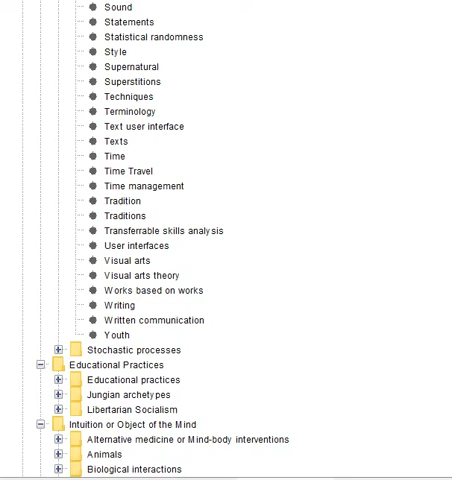 Sound
Statements
Statistical randomness
Style
Supernatural
Superstitions
Techniques
Terminology
Text user interface
Texts
Time
Time Travel
Time management
Tradition
Traditions
Transferrable skills analysis
User interfaces
Visual arts
Visual arts theory
Works based on works
Writing
Written communication
Youth
Stochastic processes
Educational Practices
Educational practices
Jungian archetypes
Libertarian Socialism
Intuition or Object of the Mind
Alternative medicine or Mind-body interventions
Animals
Biological interactions